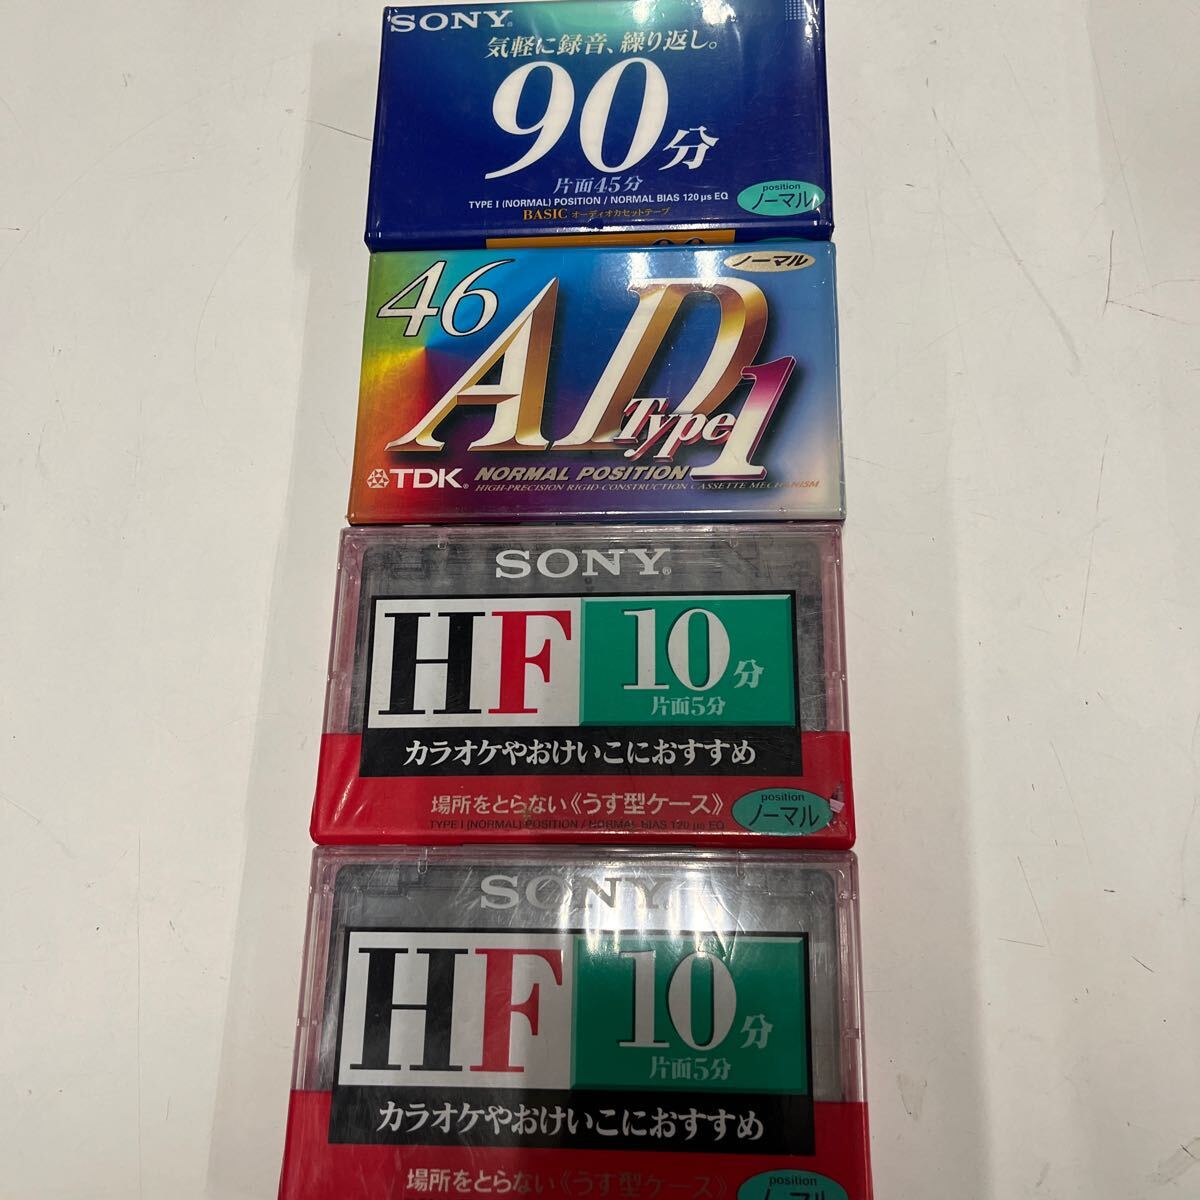 SONY®
気軽に録音、繰り返し。
90分
片面45分
TYPE I (NORMAL) POSITION / NORMAL BIAS 120 μs EQ
BASIC オーディオカセットテープ
position
ノーマル
ノーマル
46
AD
Type1
TDK®
NORMAL POSITION
HIGH-PRECISION RIGID-CONSTRUCTION CASSETTE MECHANISM
SONY®
HF
10分
片面5分
カラオケやおけいこにおすすめ
場所をとらない《うす型ケース》
TYPE I (NORMAL) POSITION / NORMAL BIAS 120 μs EQ
position
ノーマル
SONY
HF
10分
片面5分
カラオケやおけいこにおすすめ
場所をとらない《うす型ケース》
position
ノーマル